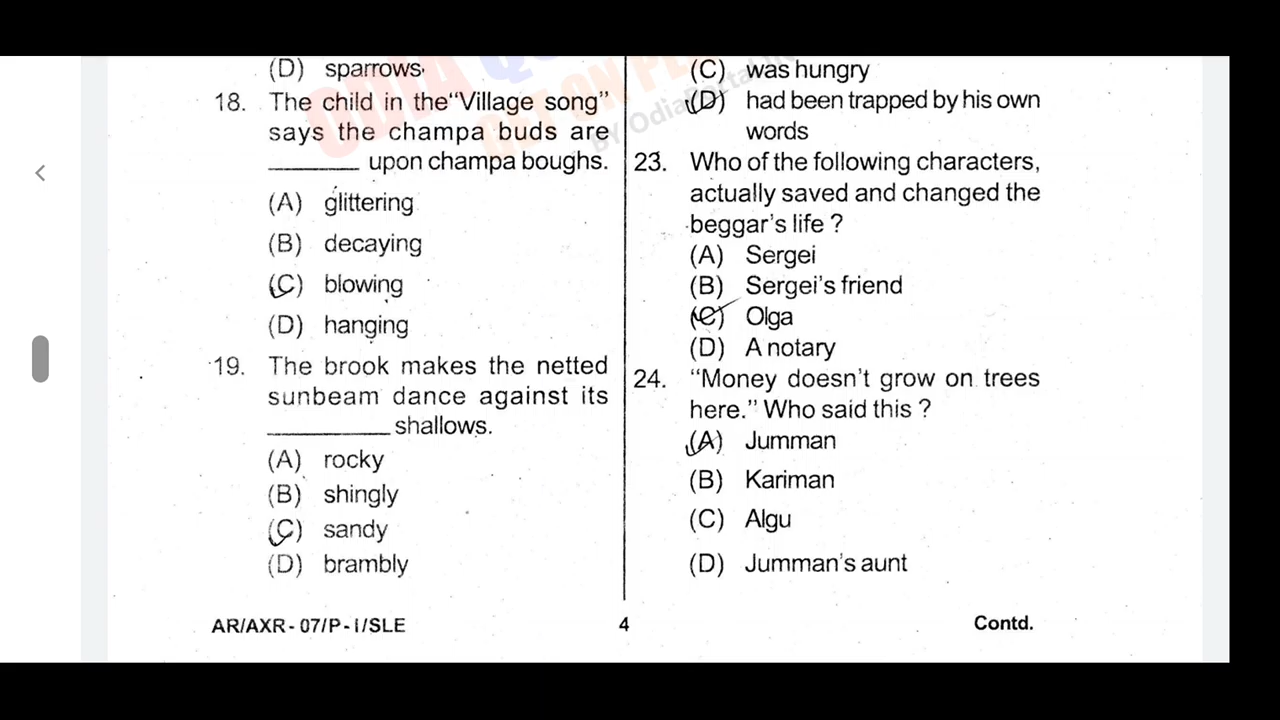 (D) sparrows
18. The child in the "Village song"
says the champa buds are
________ upon champa boughs.
(A) glittering
(B) decaying
(C) blowing
(D) hanging
19. The brook makes the netted
sunbeam dance against its
___________ shallows.
(A) rocky
(B) shingly
(C) sandy
(D) brambly
(C) was hungry
(D) had been trapped by his own
words
23. Who of the following characters,
actually saved and changed the
beggar's life ?
(A) Sergei
(B) Sergei's friend
(C) Olga
(D) A notary
24. "Money doesn't grow on trees
here." Who said this ?
(A) Jumman
(B) Kariman
(C) Algu
(D) Jumman's aunt
AR/AXR - 07/P - I/SLE
4
Contd.